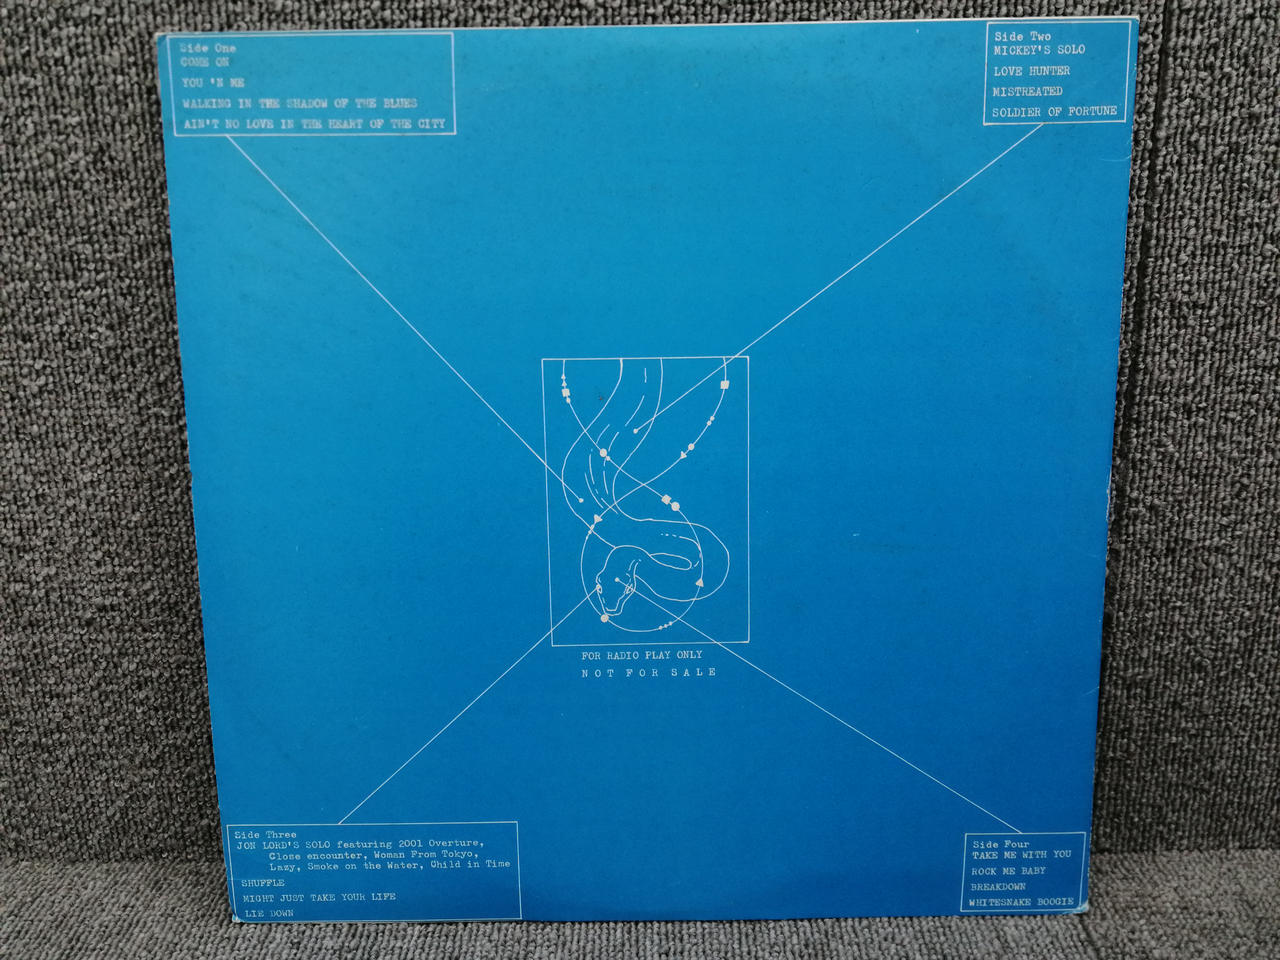 Side One
COME ON
YOU 'N ME
WALKING IN THE SHADOW OF THE BLUES
AIN'T NO LOVE IN THE HEART OF THE CITY
Side Two
MICKEY'S SOLO
LOVE HUNTER
MISTREATED
SOLDIER OF FORTUNE
FOR RADIO PLAY ONLY
NOT FOR SALE
Side Three
JON LORD'S SOLO featuring 2001 Overture,
Close encounter, Woman From Tokyo,
Lazy, Smoke on the Water, Child in Time
SHUFFLE
MIGHT JUST TAKE YOUR LIFE
LIE DOWN
Side Four
TAKE ME WITH YOU
ROCK ME BABY
BREAKDOWN
WHITESNAKE BOOGIE